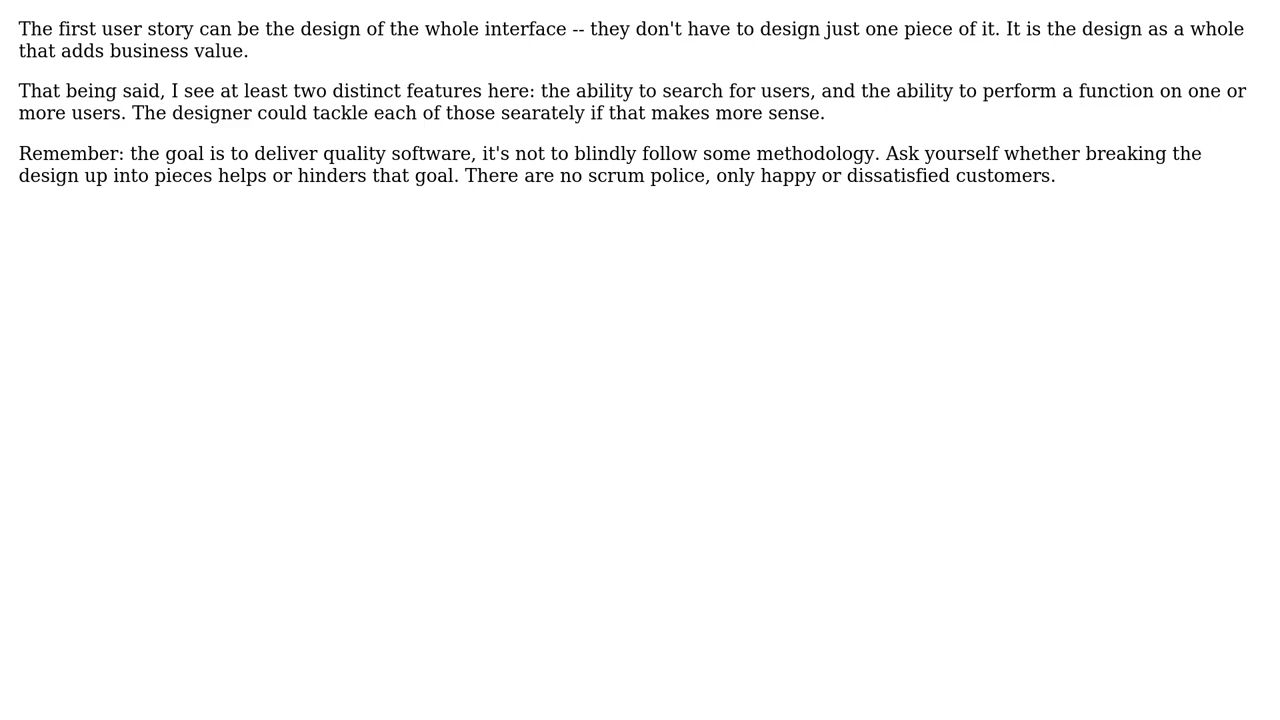 The first user story can be the design of the whole interface -- they don't have to design just one piece of it. It is the design as a whole
that adds business value.
That being said, I see at least two distinct features here: the ability to search for users, and the ability to perform a function on one or
more users. The designer could tackle each of those searately if that makes more sense.
Remember: the goal is to deliver quality software, it's not to blindly follow some methodology. Ask yourself whether breaking the
design up into pieces helps or hinders that goal. There are no scrum police, only happy or dissatisfied customers.